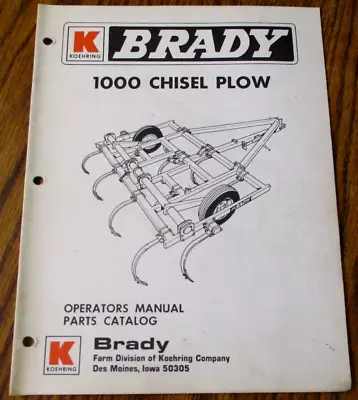 K
KOEHRING
BRADY
1000 CHISEL PLOW
OPERATORS MANUAL
PARTS CATALOG
K
KOEHRING
Brady
Farm Division of Koehring Company
Des Moines, Iowa 50305